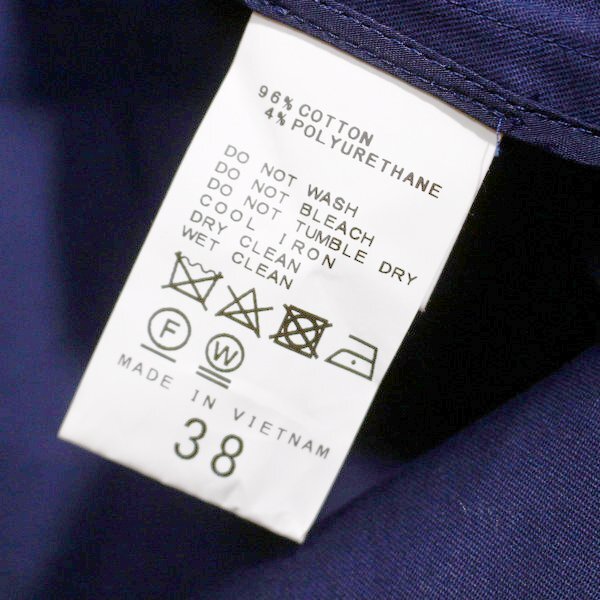 96% COTTON
4% POLYURETHANE
DO NOT WASH
DO NOT BLEACH
DO NOT TUMBLE DRY
COOL IRON
DRY CLEAN
WET CLEAN
F
W
MADE IN VIETNAM
38